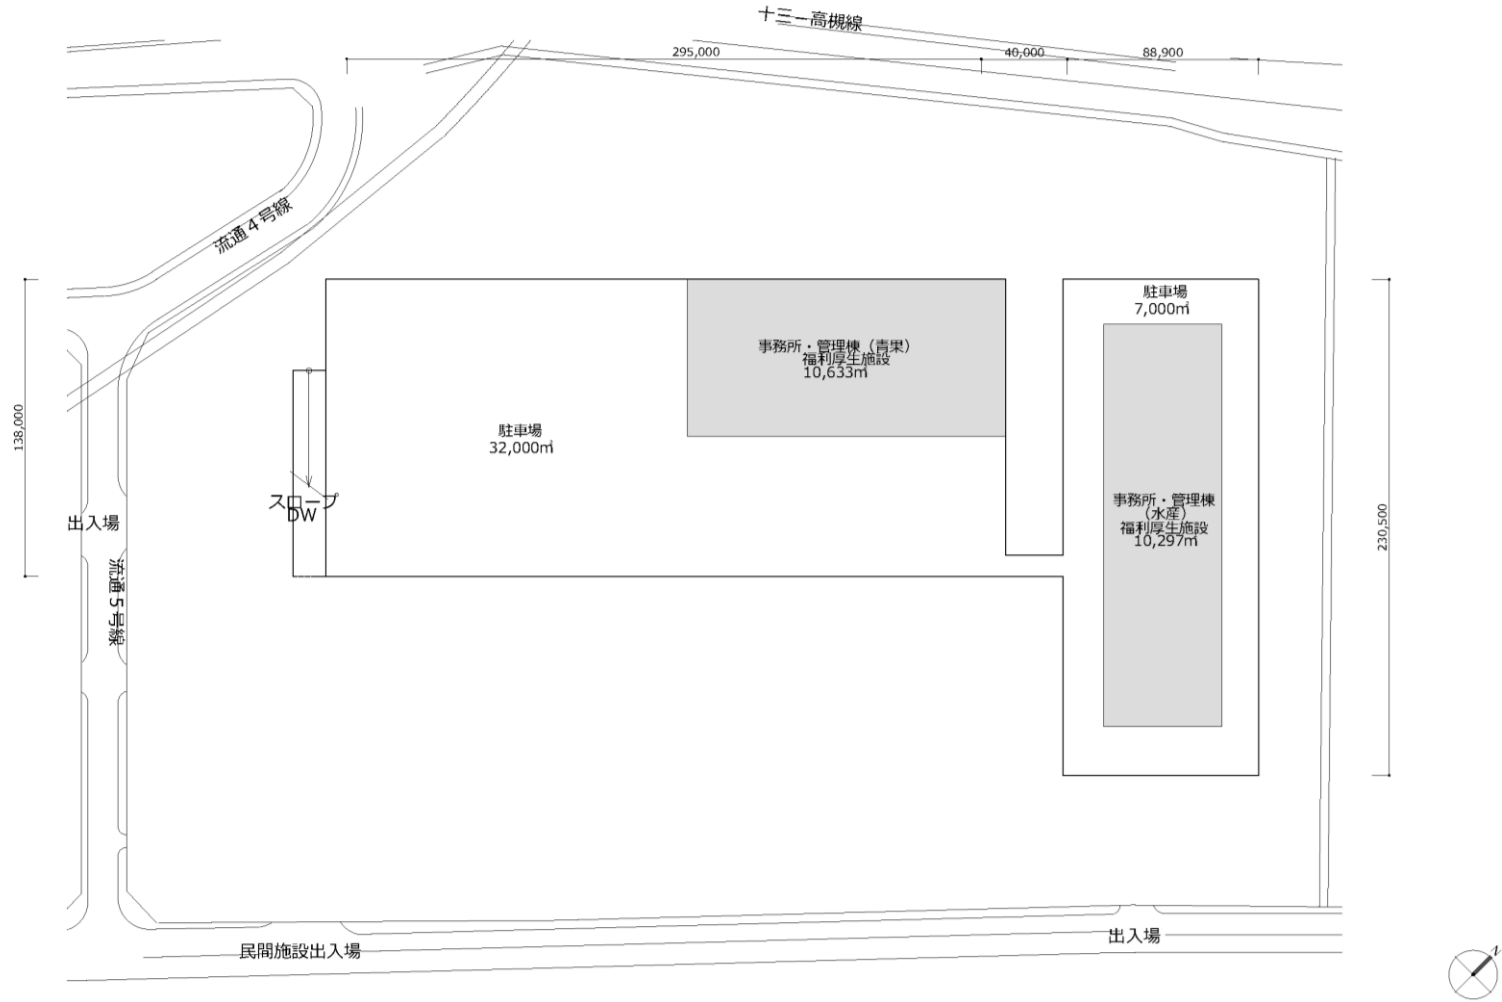 十三ー高槻線
295,000
40,000
88,900
流通４号線
駐車場
7,000㎡
事務所・管理棟（青果）
福利厚生施設
10,633㎡
138,000
駐車場
32,000㎡
スロープ
DW
事務所・管理棟
（水産）
福利厚生施設
10,297㎡
230,500
出入場
流通５号線
出入場
民間施設出入場
N